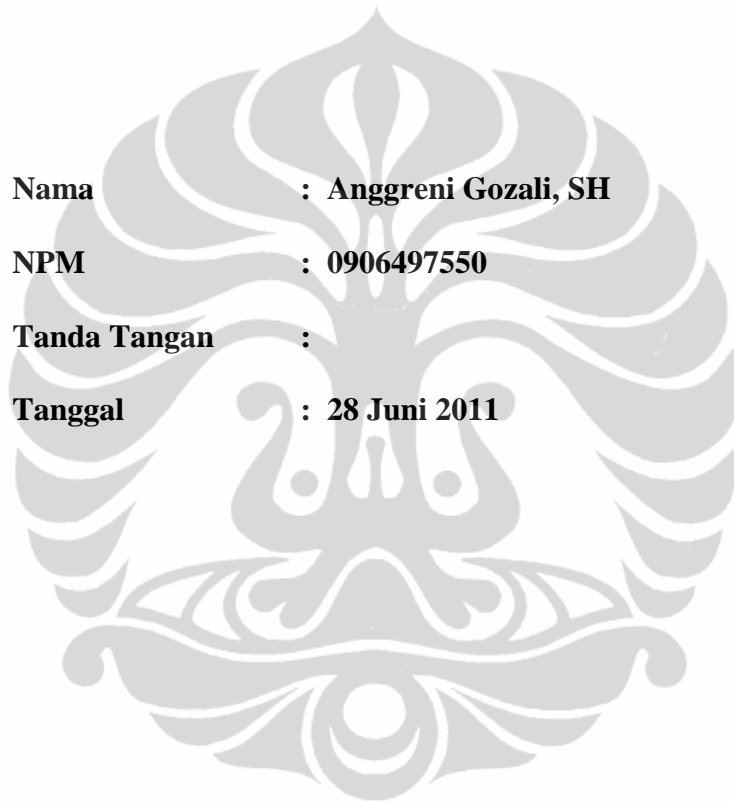 Nama : Anggreni Gozali, SH
NPM : 0906497550
Tanda Tangan :
Tanggal : 28 Juni 2011